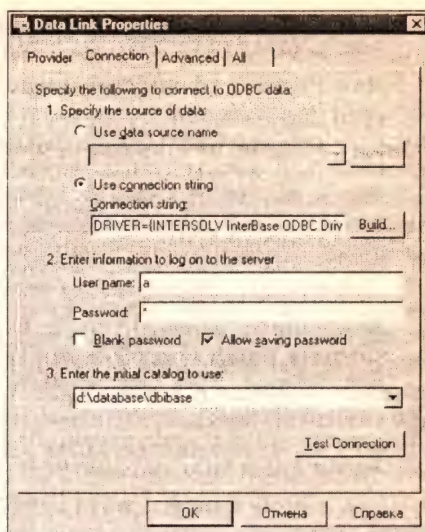 Data Link Properties
Provider Connection Advanced All
Specify the following to connect to ODBC data:
1. Specify the source of data:
Use data source name
Use connection string
Connection string:
DRIVER={INTERSOLV InterBase ODBC Driv Build...
2. Enter information to log on to the server
User name: a
Password: *
Blank password Allow saving password
3. Enter the initial catalog to use:
d:\database\dbibase
Test Connection
OK Отмена Справка